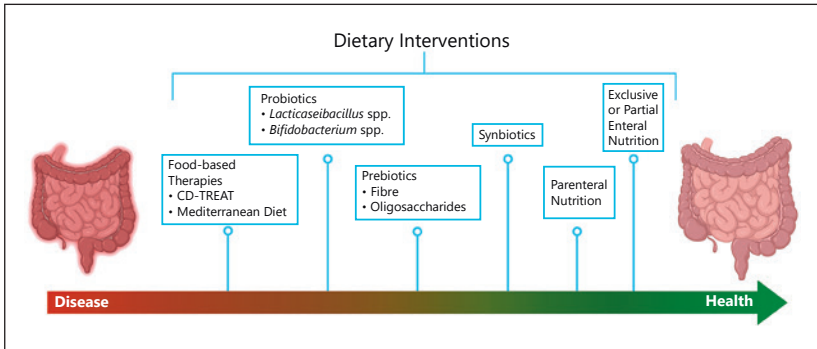 Dietary Interventions
Food-based
Therapies
• CD-TREAT
• Mediterranean Diet
Probiotics
• Lacticaseibacillus spp.
• Bifidobacterium spp.
Prebiotics
• Fibre
• Oligosaccharides
Synbiotics
Parenteral
Nutrition
Exclusive
or Partial
Enteral
Nutrition
Disease
Health